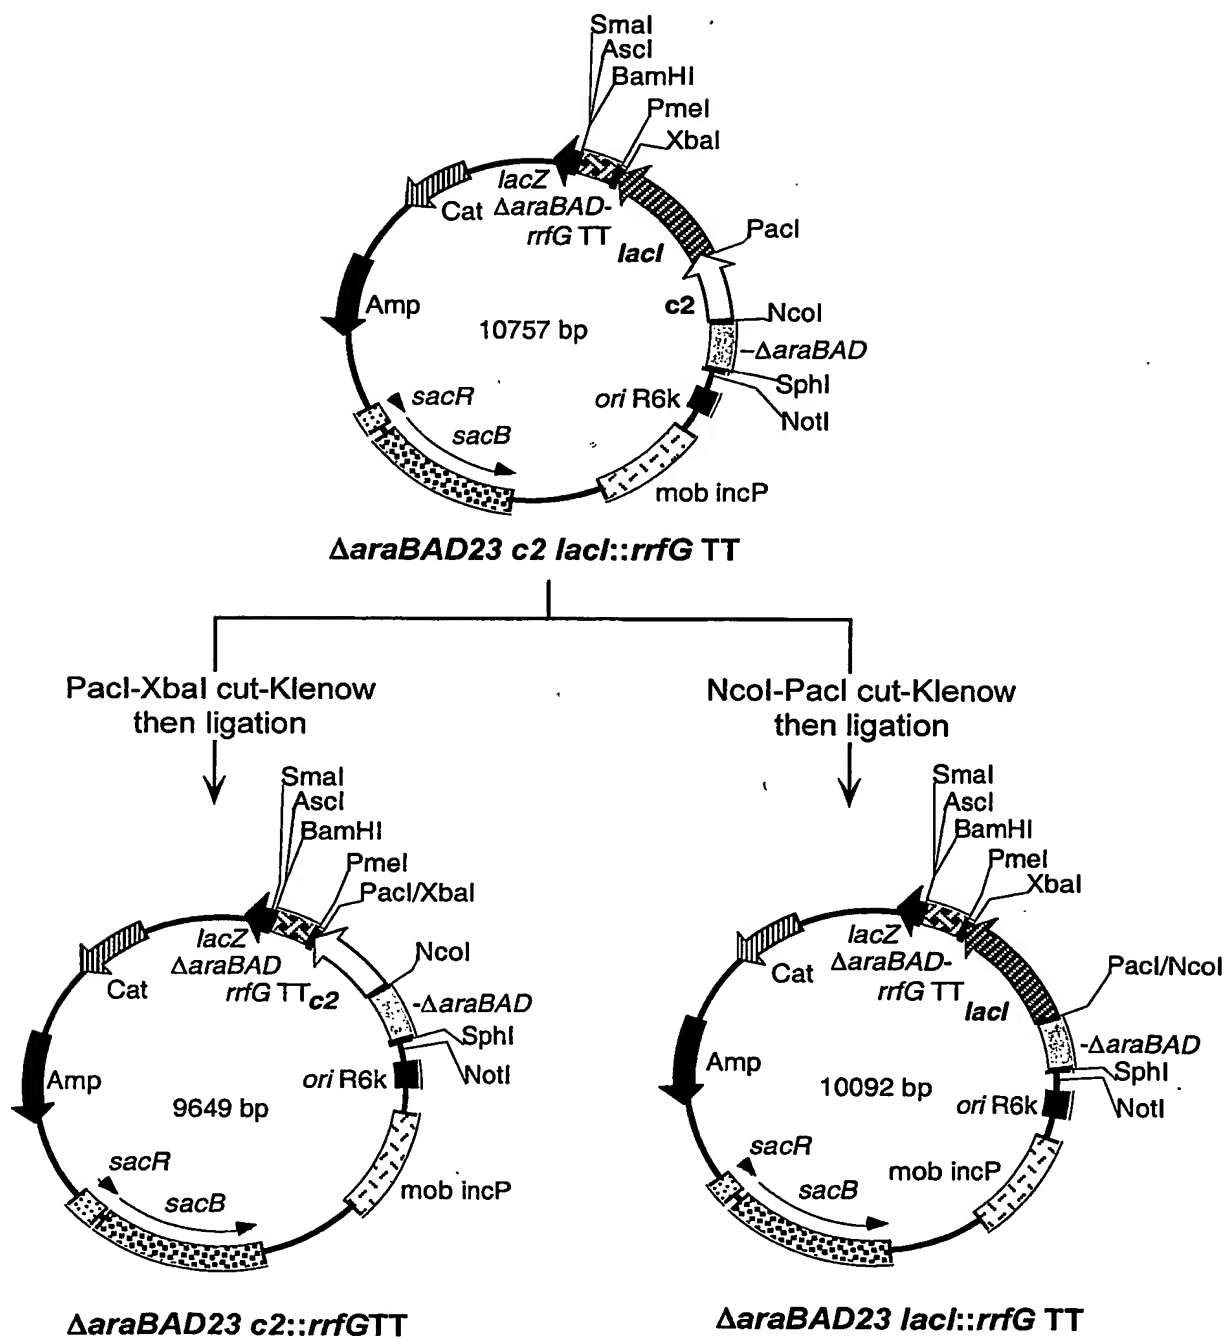 SmaI
AscI
BamHI
PmeI
XbaI
lacZ
Cat
ΔaraBAD-
rrfG TT
lacI
PacI
Amp
c2
NcoI
10757 bp
-ΔaraBAD
SphI
sacR
ori R6k
NotI
sacB
mob incP
ΔaraBAD23 c2 lacI::rrfG TT
PacI-XbaI cut-Klenow
then ligation
NcoI-PacI cut-Klenow
then ligation
SmaI
AscI
BamHI
PmeI
PacI/XbaI
lacZ
ΔaraBAD
NcoI
Cat
rrfG TT
c2
-ΔaraBAD
SphI
Amp
ori R6k
NotI
9649 bp
sacR
sacB
mob incP
ΔaraBAD23 c2::rrfGTT
SmaI
AscI
BamHI
PmeI
XbaI
lacZ
ΔaraBAD-
Cat
rrfG TT
lacI
PacI/NcoI
-ΔaraBAD
Amp
SphI
10092 bp
ori R6k
NotI
sacR
sacB
mob incP
ΔaraBAD23 lacI::rrfG TT